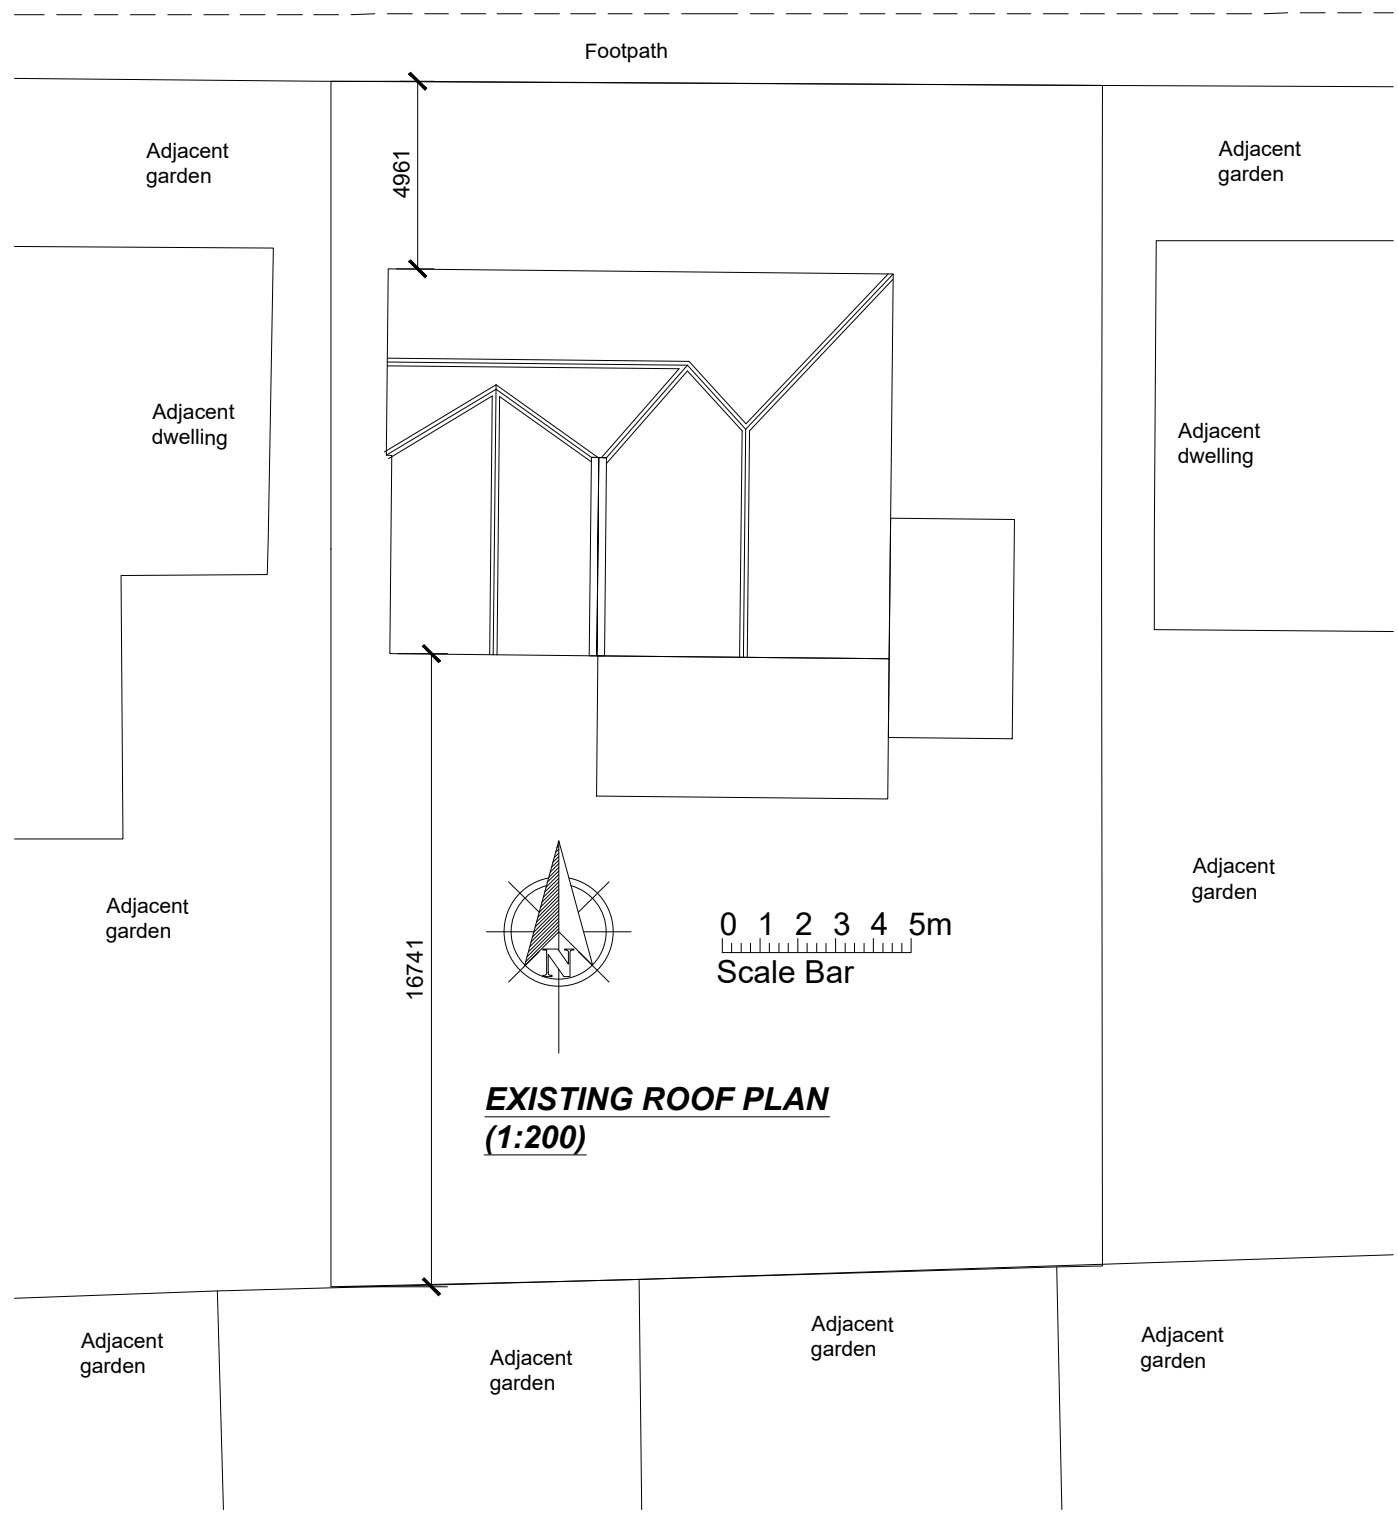 Footpath
Adjacent
garden
4961
Adjacent
garden
Adjacent
dwelling
Adjacent
dwelling
Adjacent
garden
16741
N
0 1 2 3 4 5m
Scale Bar
Adjacent
garden
EXISTING ROOF PLAN
(1:200)
Adjacent
garden
Adjacent
garden
Adjacent
garden
Adjacent
garden